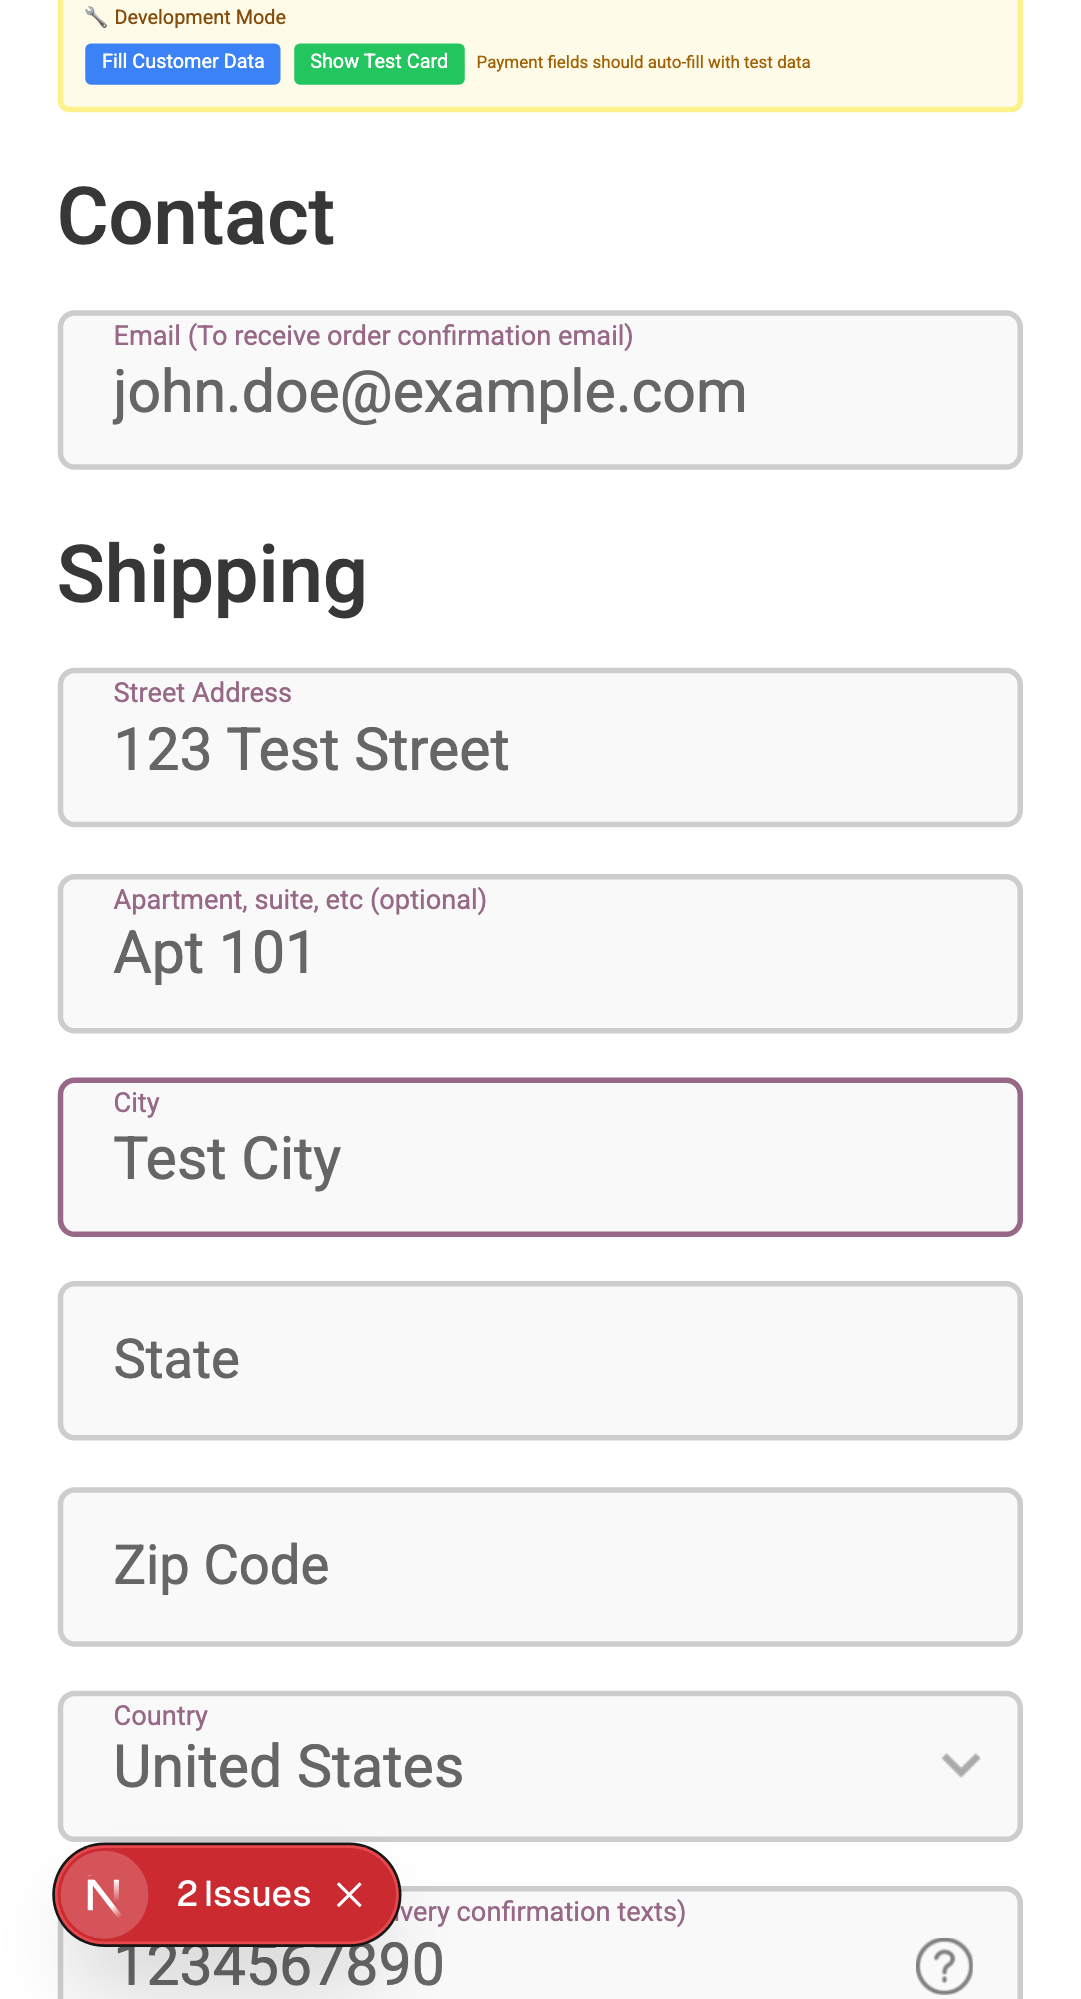 Development Mode
Fill Customer Data Show Test Card Payment fields should auto-fill with test data
Contact
Email (To receive order confirmation email)
john.doe@example.com
Shipping
Street Address
123 Test Street
Apartment, suite, etc (optional)
Apt 101
City
Test City
State
Zip Code
Country
United States
N 2 Issues
confirmation texts)
1234567890
?